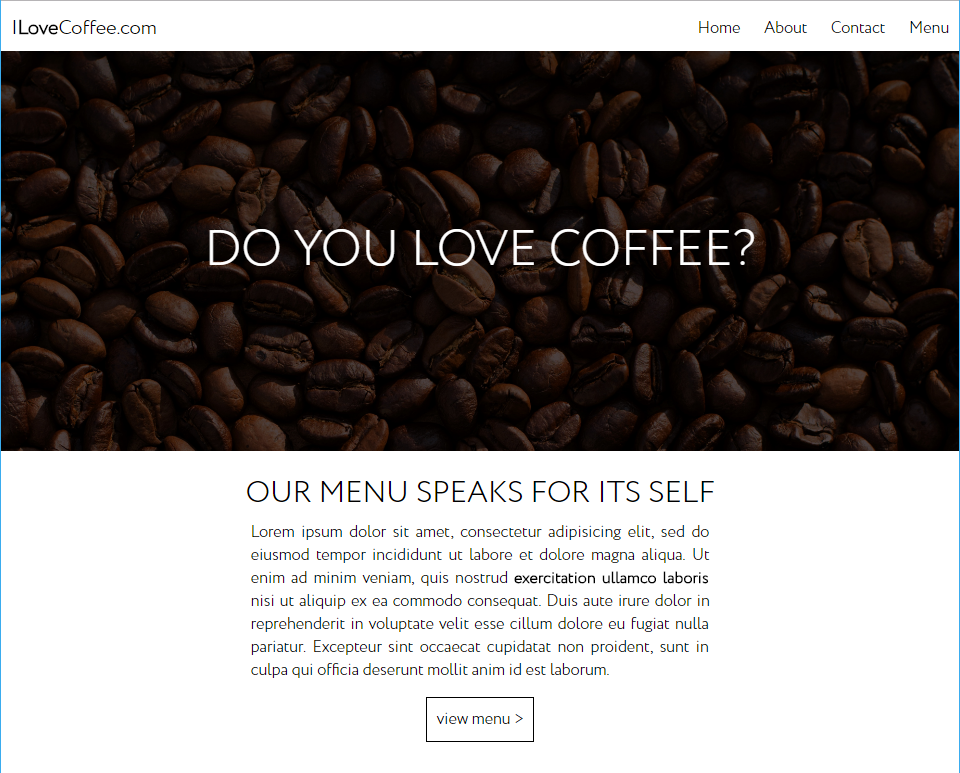 ILoveCoffee.com
Home About Contact Menu
DO YOU LOVE COFFEE?
OUR MENU SPEAKS FOR ITS SELF
Lorem ipsum dolor sit amet, consectetur adipisicing elit, sed do
eiusmod tempor incididunt ut labore et dolore magna aliqua. Ut
enim ad minim veniam, quis nostrud exercitation ullamco laboris
nisi ut aliquip ex ea commodo consequat. Duis aute irure dolor in
reprehenderit in voluptate velit esse cillum dolore eu fugiat nulla
pariatur. Excepteur sint occaecat cupidatat non proident, sunt in
culpa qui officia deserunt mollit anim id est laborum.
view menu >